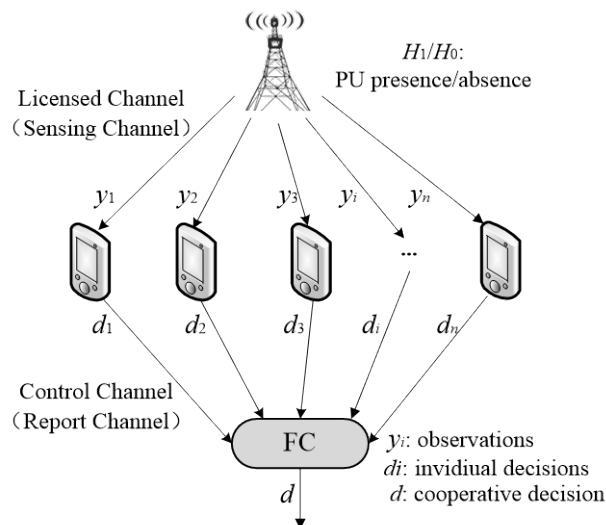 H1/H0:
PU presence/absence
Licensed Channel
（Sensing Channel）
y1 y2 y3 yi yn
...
d1 d2 d3 di dn
Control Channel
（Report Channel）
FC
yi: observations
di: invidiual decisions
d d: cooperative decision